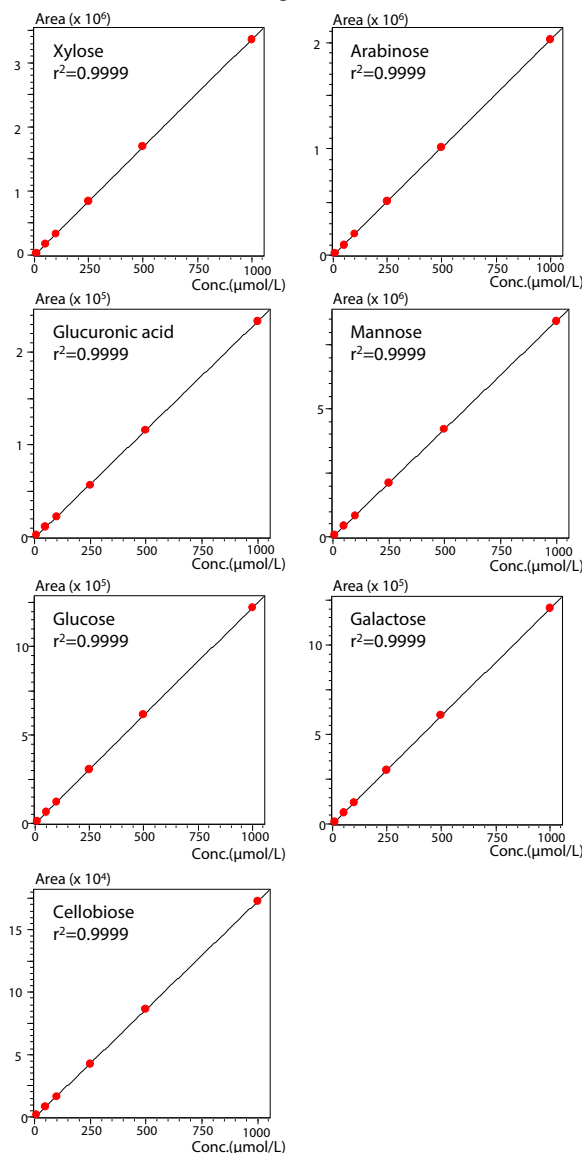 Area (x 10⁶)
Xylose
r²=0.9999
3
2
1
0
0 250 500 750 1000
Conc.(μmol/L)
Area (x 10⁶)
Arabinose
r²=0.9999
2
1
0
0 250 500 750 1000
Conc.(μmol/L)
Area (x 10⁵)
Glucuronic acid
r²=0.9999
2
1
0
0 250 500 750 1000
Conc.(μmol/L)
Area (x 10⁶)
Mannose
r²=0.9999
5
0
0 250 500 750 1000
Conc.(μmol/L)
Area (x 10⁵)
Glucose
r²=0.9999
10
5
0
0 250 500 750 1000
Conc.(μmol/L)
Area (x 10⁵)
Galactose
r²=0.9999
10
5
0
0 250 500 750 1000
Conc.(μmol/L)
Area (x 10⁴)
Cellobiose
r²=0.9999
15
10
5
0
0 250 500 750 1000
Conc.(μmol/L)